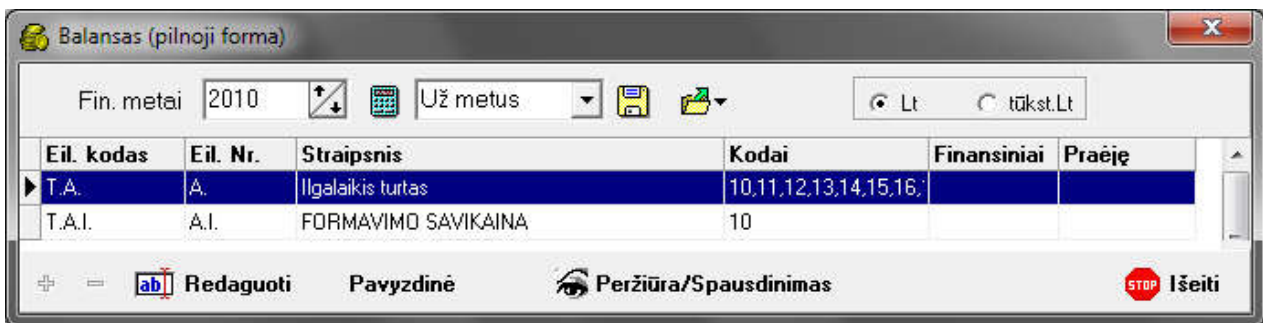 Balansas (pilnoji forma)
Fin. metai 2010 Už metus Lt tūkst.Lt
Eil. kodas Eil. Nr. Straipsnis Kodai Finansiniai Praėję
T.A. A. Ilgalaikis turtas 10,11,12,13,14,15,16,
T.A.I. A.I. FORMAVIMO SAVIKAINA 10
ab Redaguoti Pavyzdinė Peržiūra/Spausdinimas STOP Išeiti